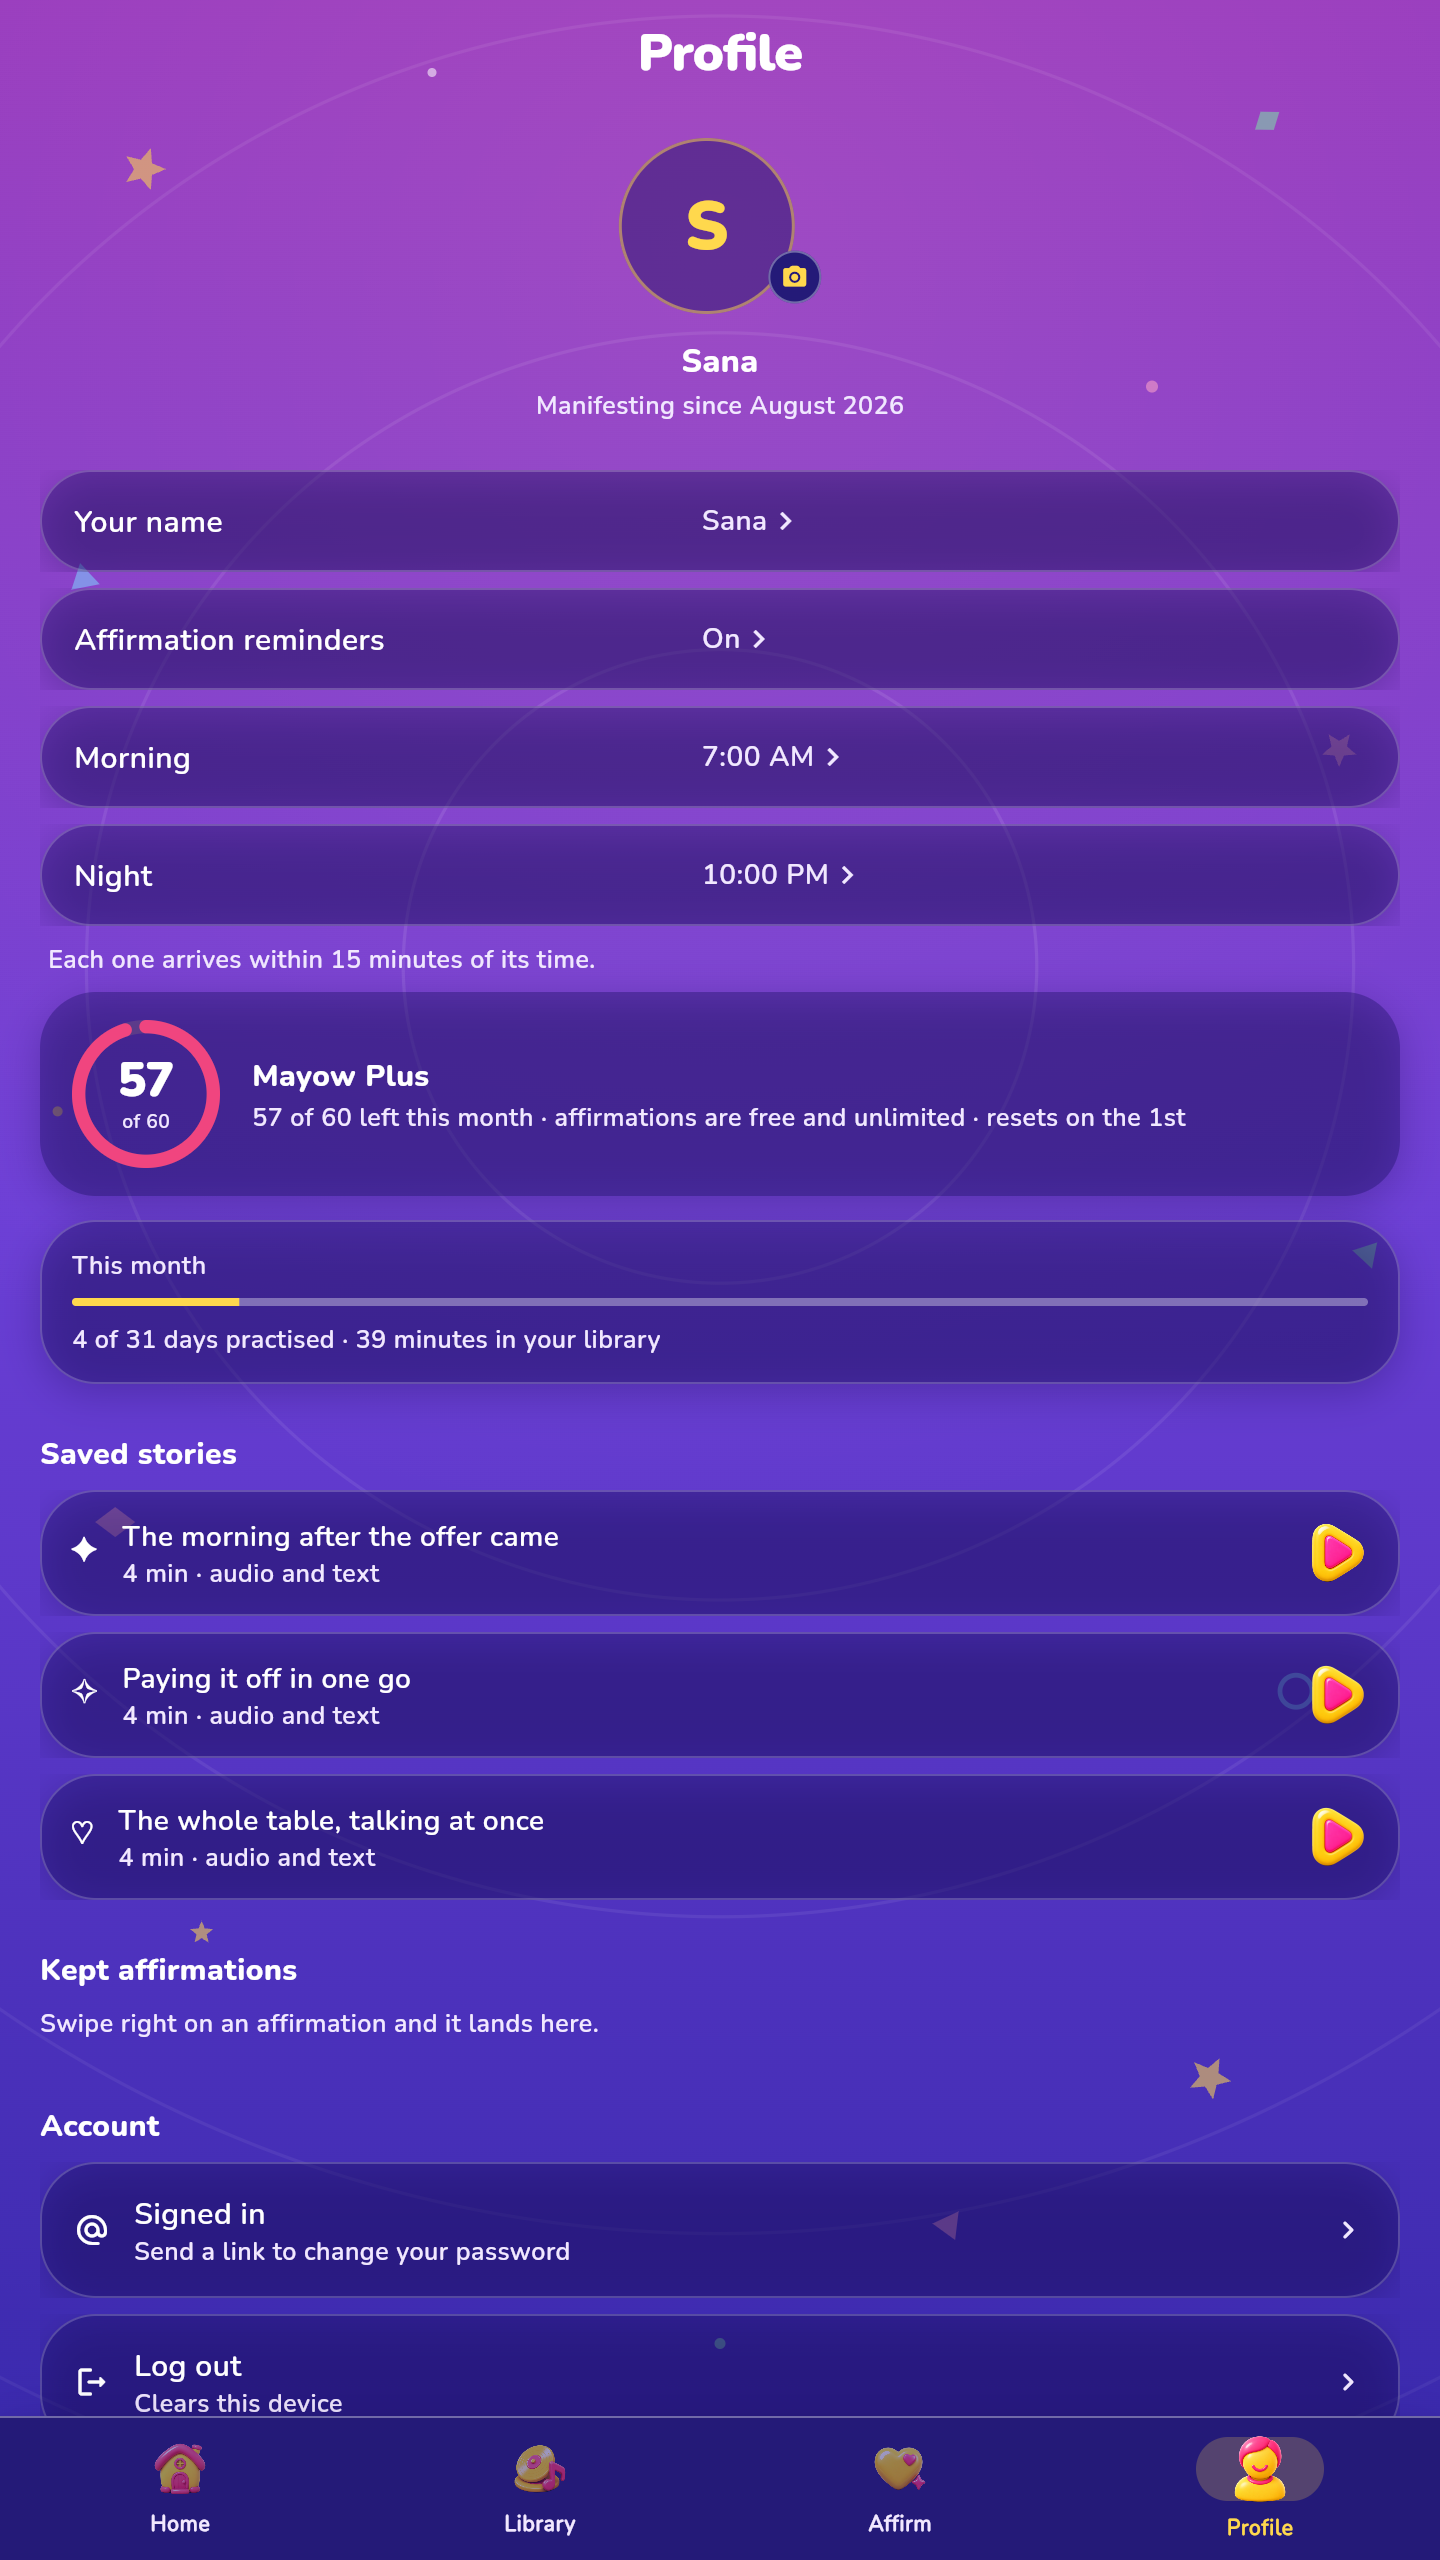 Profile
S
Sana
Manifesting since August 2026
Your name
Sana
Affirmation reminders
On
Morning
7:00 AM
Night
10:00 PM
Each one arrives within 15 minutes of its time.
57
of 60
Mayow Plus
57 of 60 left this month · affirmations are free and unlimited · resets on the 1st
This month
4 of 31 days practised · 39 minutes in your library
Saved stories
The morning after the offer came
4 min · audio and text
Paying it off in one go
4 min · audio and text
The whole table, talking at once
4 min · audio and text
Kept affirmations
Swipe right on an affirmation and it lands here.
Account
Signed in
Send a link to change your password
Log out
Clears this device
Home
Library
Affirm
Profile